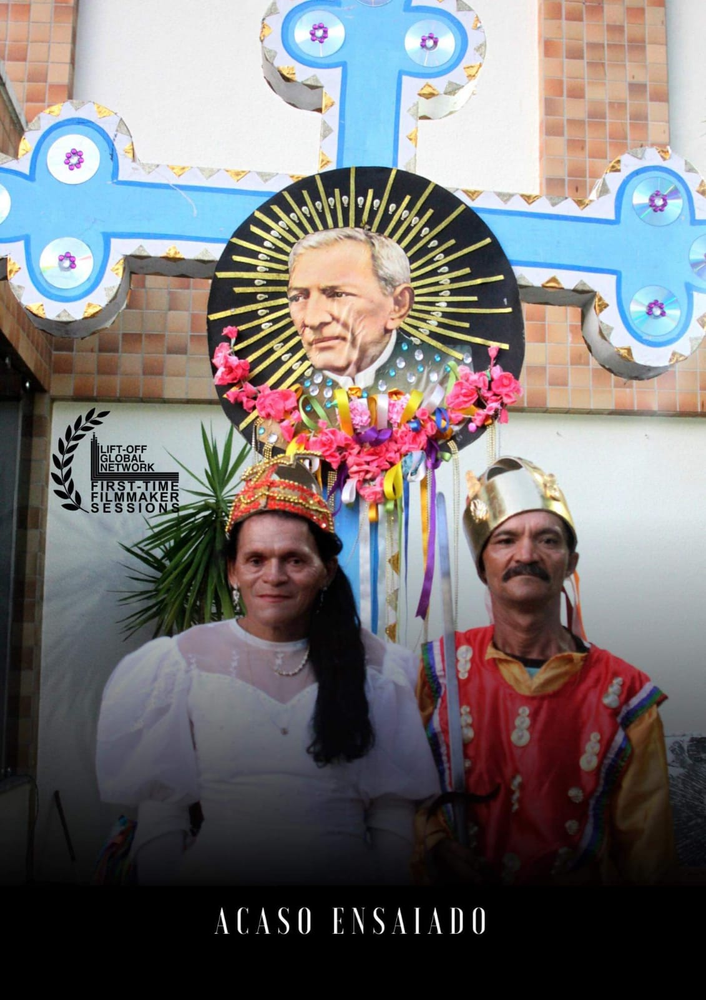 LIFT-OFF
GLOBAL
NETWORK
FIRST-TIME
FILMMAKER
SESSIONS
ACASO ENSAIADO